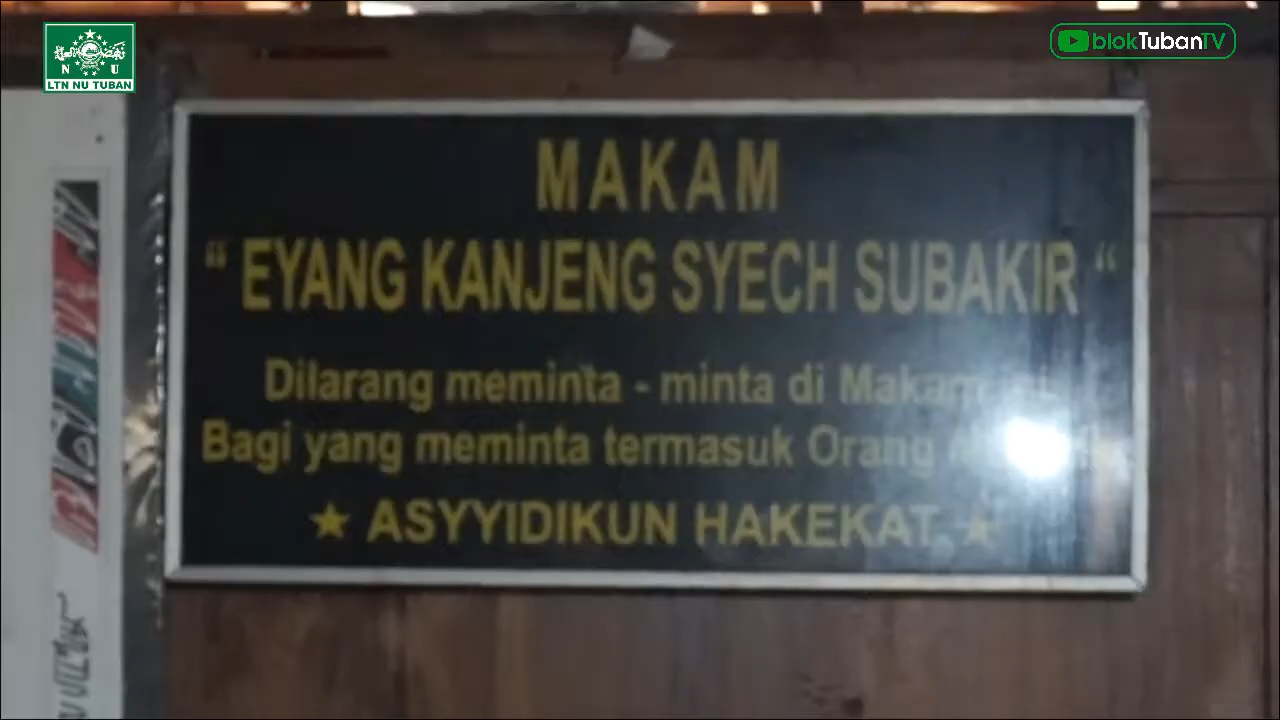 N U
LTN NU TUBAN
blokTubanTV
MAKAM
“ EYANG KANJENG SYECH SUBAKIR “
Dilarang meminta - minta di Makam
Bagi yang meminta termasuk Orang
★ ASYYIDIKUN HAKEKAT ★